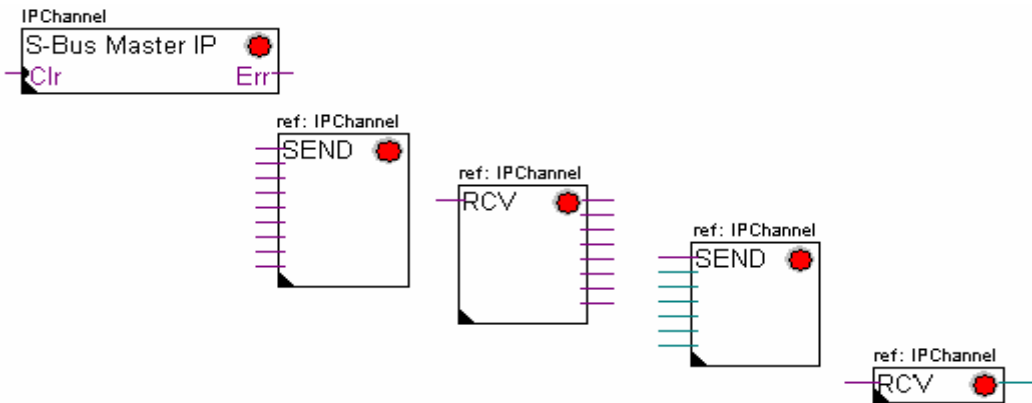 IPChannel
S-Bus Master IP
Clr Err
ref: IPChannel
SEND
ref: IPChannel
RCV
ref: IPChannel
SEND
ref: IPChannel
RCV